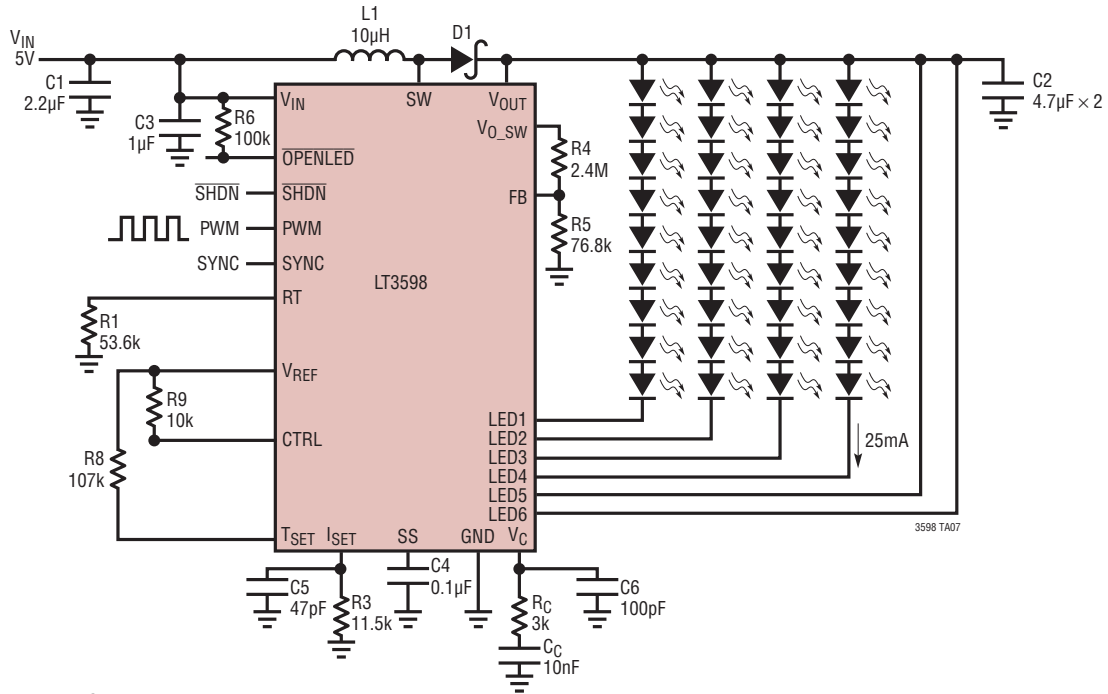 L1
10µH
D1
VIN
5V
C1
2.2µF
C2
4.7µF × 2
VIN
SW
VOUT
C3
1µF
R6
100k
VO_SW
R4
2.4M
OPENLED
SHDN
SHDN
FB
R5
76.8k
PWM
PWM
SYNC
SYNC
LT3598
RT
R1
53.6k
VREF
R9
10k
CTRL
R8
107k
LED1
LED2
LED3
LED4
LED5
LED6
25mA
3598 TA07
TSET
ISET
SS
GND
VC
C5
47pF
R3
11.5k
C4
0.1µF
RC
3k
CC
10nF
C6
100pF